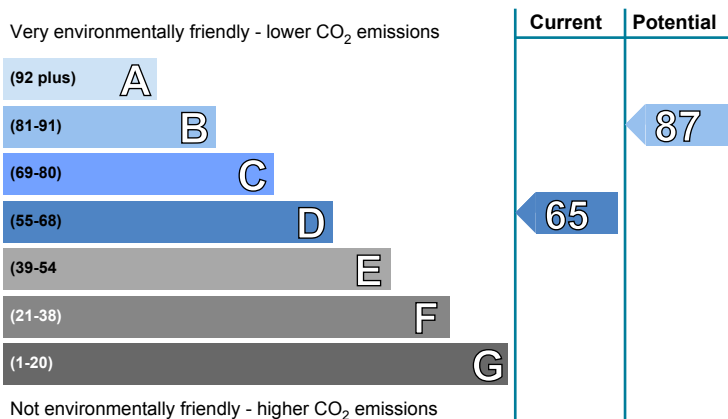 Current Potential
Very environmentally friendly - lower CO2 emissions
(92 plus) A
(81-91) B
87
(69-80) C
(55-68) D
65
(39-54 E
(21-38) F
(1-20) G
Not environmentally friendly - higher CO2 emissions